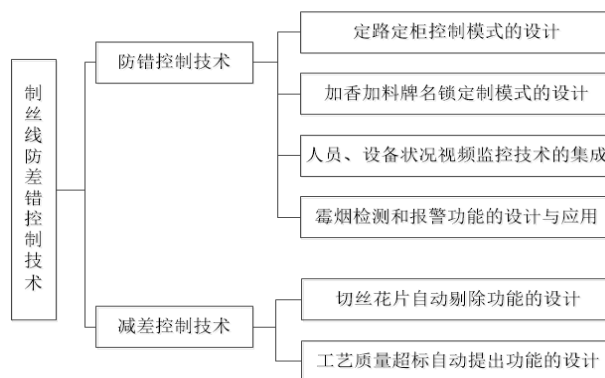 制丝线防差错控制技术
防错控制技术
定路定柜控制模式的设计
加香加料牌名锁定制模式的设计
人员、设备状况视频监控技术的集成
霉烟检测和报警功能的设计与应用
减差控制技术
切丝花片自动剔除功能的设计
工艺质量超标自动提出功能的设计